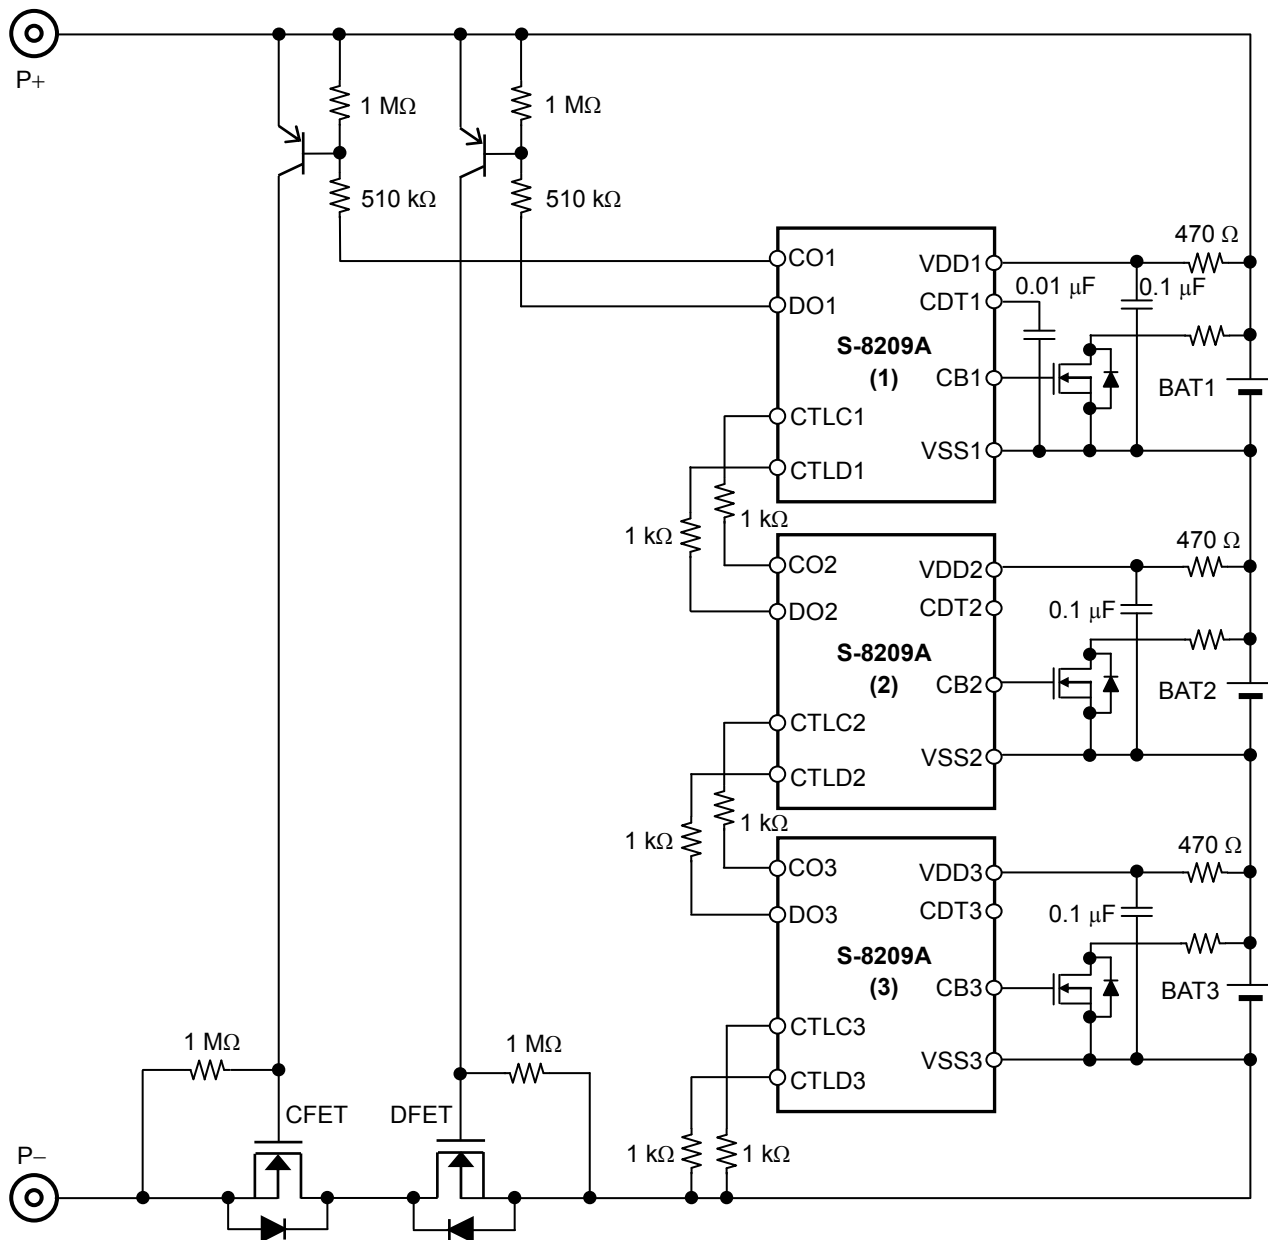 P+
1 MΩ
1 MΩ
510 kΩ
510 kΩ
470 Ω
CO1
VDD1
0.01 μF
0.1 μF
DO1
CDT1
S-8209A
(1)
CB1
BAT1
CTLC1
VSS1
CTLD1
1 kΩ
1 kΩ
470 Ω
CO2
VDD2
DO2
CDT2
0.1 μF
S-8209A
(2)
CB2
BAT2
CTLC2
VSS2
CTLD2
1 kΩ
1 kΩ
470 Ω
CO3
VDD3
DO3
CDT3
0.1 μF
S-8209A
(3)
CB3
BAT3
CTLC3
1 MΩ
1 MΩ
VSS3
CTLD3
CFET
DFET
P−
1 kΩ
1 kΩ